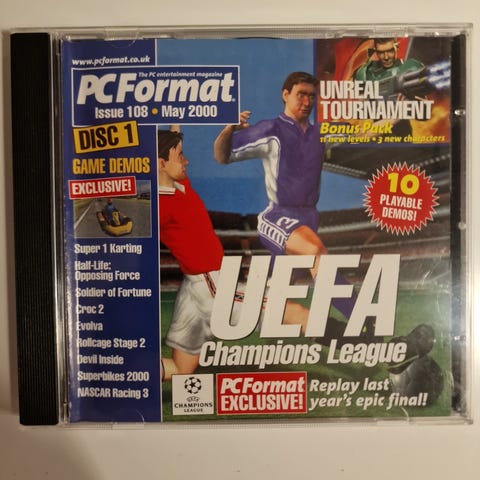 www.pcformat.co.uk
The PC entertainment magazine
PCFormat
Issue 108 • May 2000
DISC 1
GAME DEMOS
EXCLUSIVE!
Super 1 Karting
Half-Life:
Opposing Force
Soldier of Fortune
Croc 2
Evolva
Rollcage Stage 2
Devil Inside
Superbikes 2000
NASCAR Racing 3
UNREAL
TOURNAMENT
Bonus Pack
11 new levels • 3 new characters
10
PLAYABLE
DEMOS!
UEFA
Champions League
UEFA
CHAMPIONS
LEAGUE
PCFormat
EXCLUSIVE!
Replay last
year's epic final!